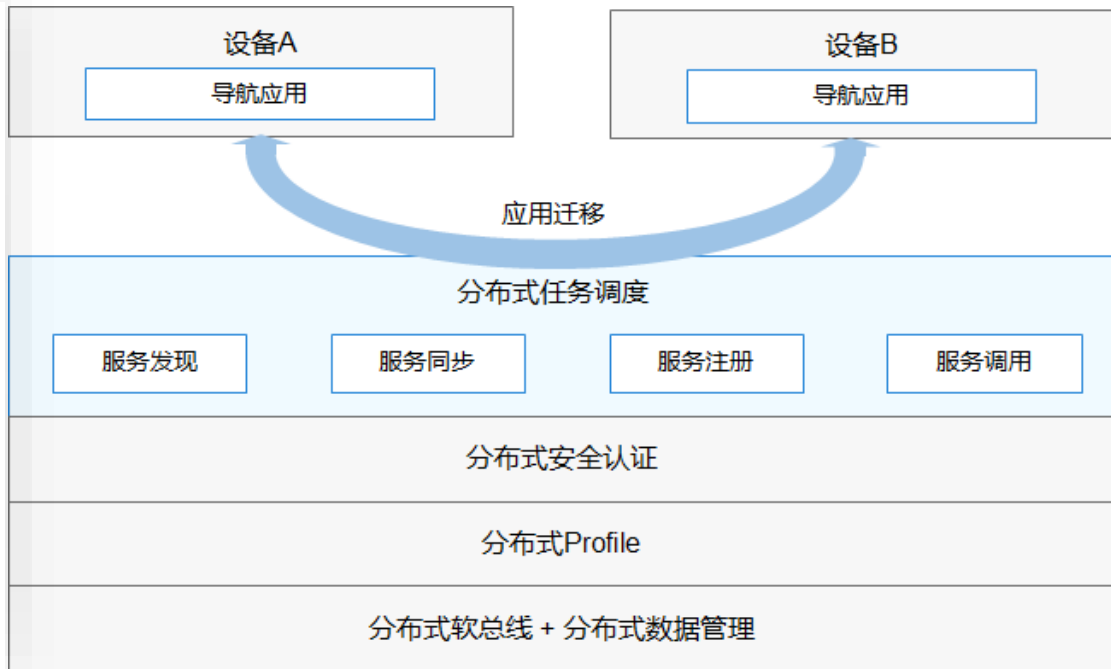 设备A
设备B
导航应用
导航应用
应用迁移
分布式任务调度
服务发现
服务同步
服务注册
服务调用
分布式安全认证
分布式Profile
分布式软总线 + 分布式数据管理